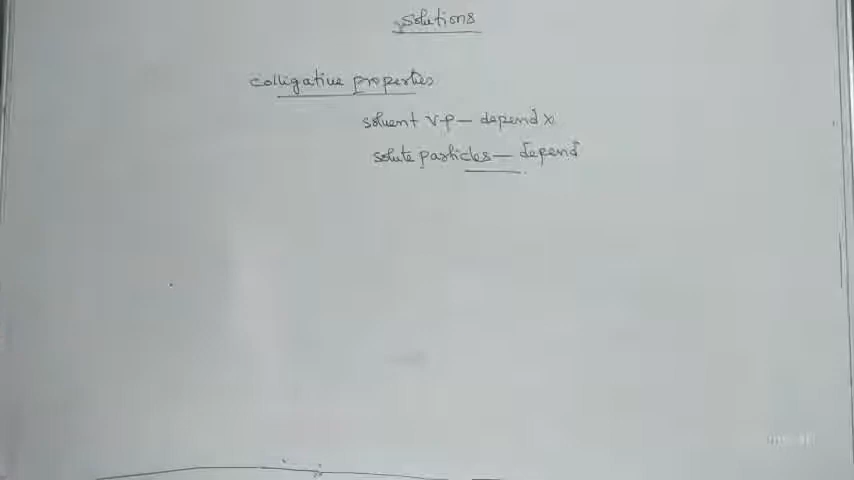 Solutions
colligative properties
solvent V.P — depend x
solute particles — depend